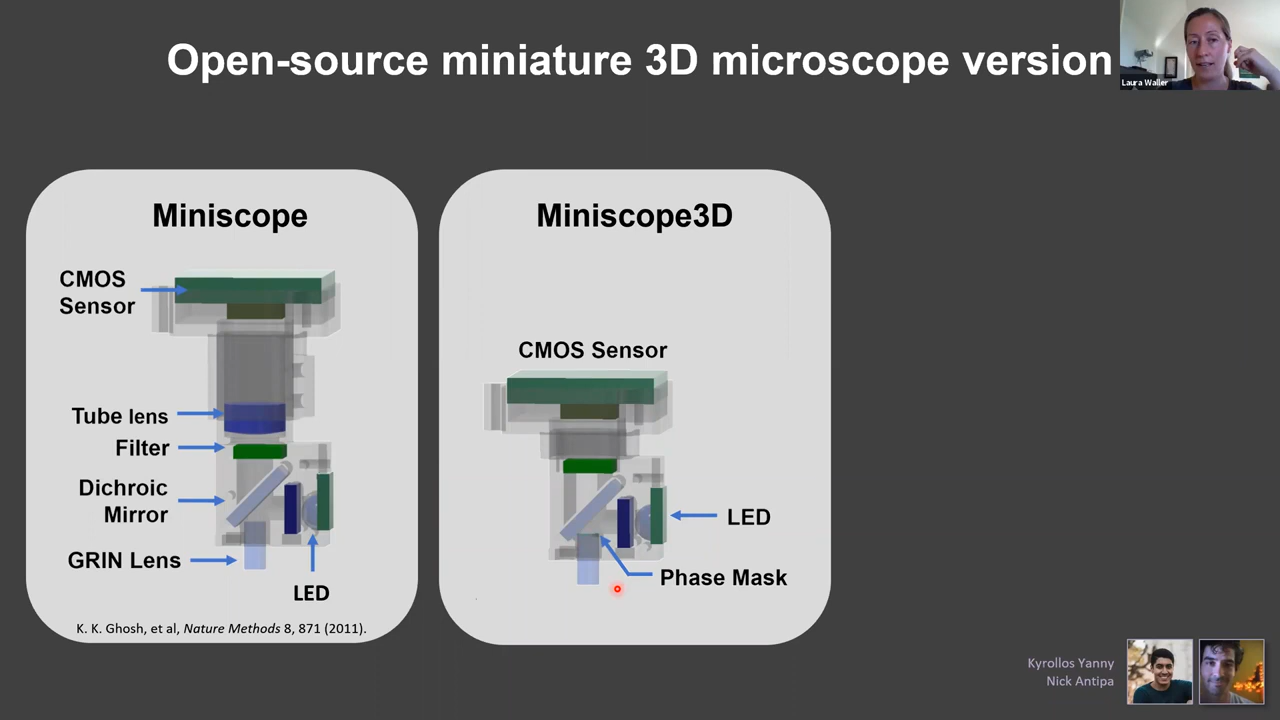 Open-source miniature 3D microscope version
Laura Waller
Miniscope
CMOS
Sensor
Tube lens
Filter
Dichroic
Mirror
GRIN Lens
LED
K. K. Ghosh, et al, Nature Methods 8, 871 (2011).
Miniscope3D
CMOS Sensor
LED
Phase Mask
Kyrollos Yanny
Nick Antipa